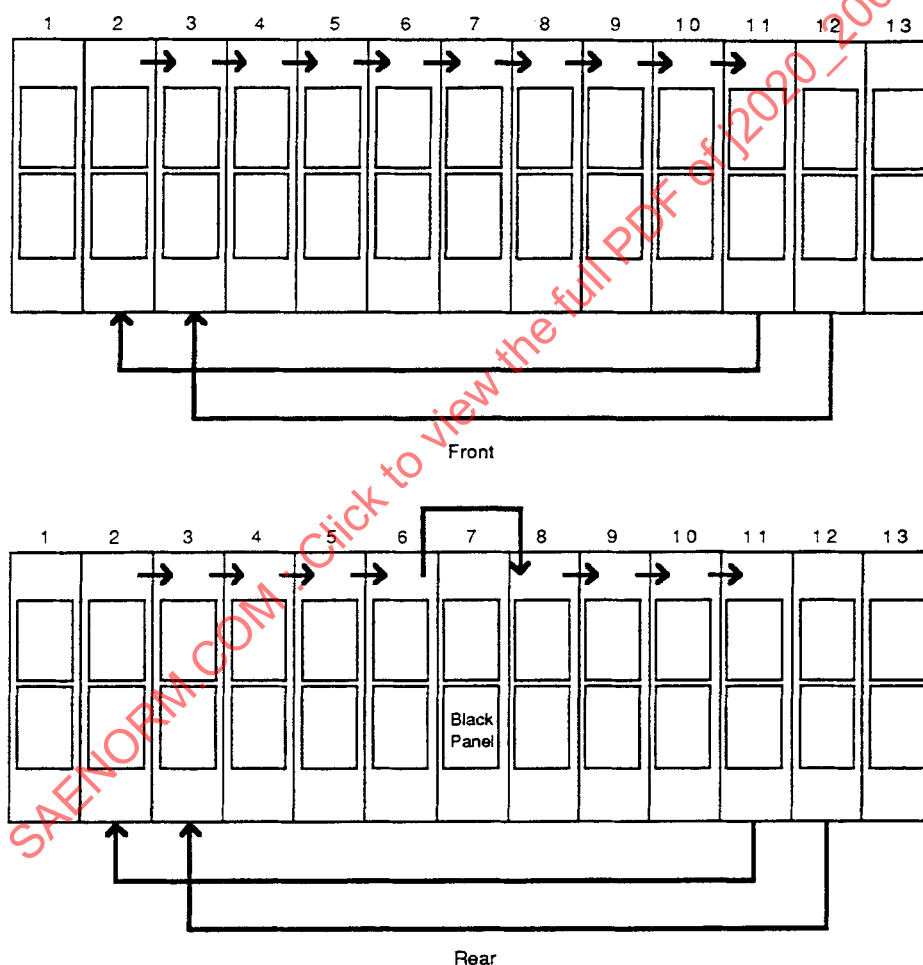 1 2 3 4 5 6 7 8 9 10 11 12 13
Front
1 2 3 4 5 6 7 8 9 10 11 12 13
Black
Panel
Rear
SAENORM.COM : Click to view the full PDF of j2020_200